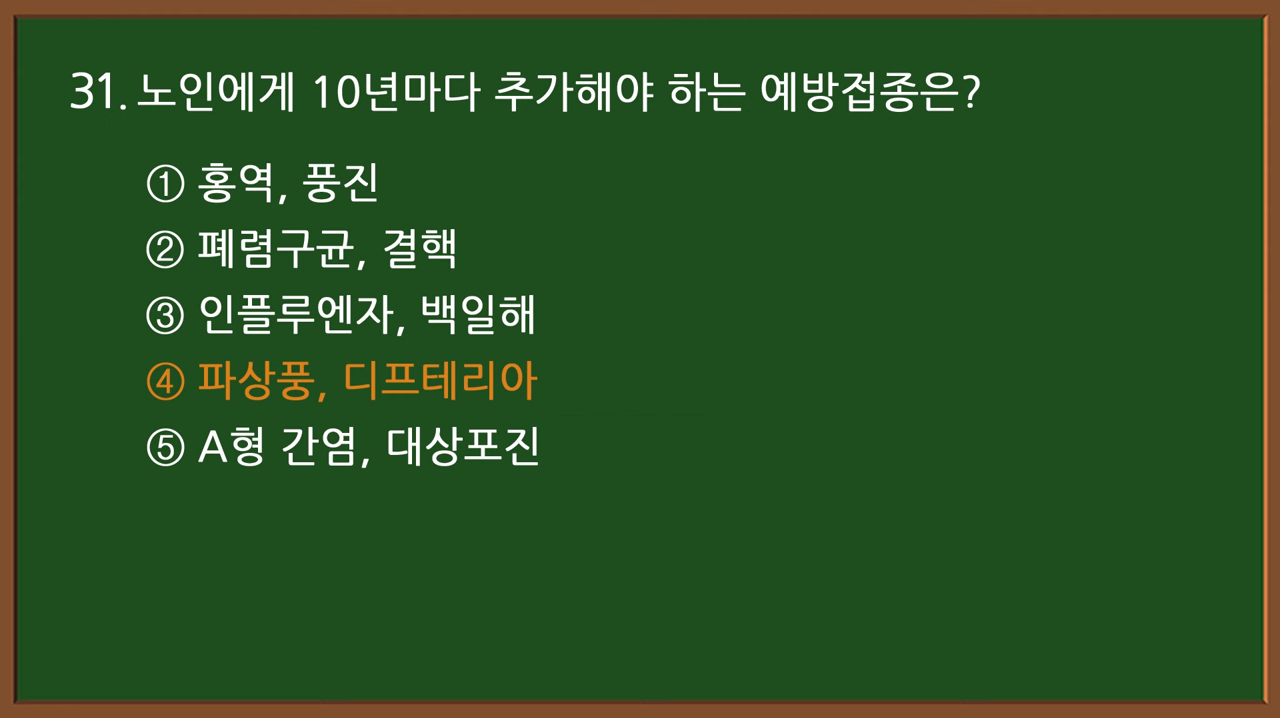 31. 노인에게 10년마다 추가해야 하는 예방접종은?
① 홍역, 풍진
② 폐렴구균, 결핵
③ 인플루엔자, 백일해
④ 파상풍, 디프테리아
⑤ A형 간염, 대상포진